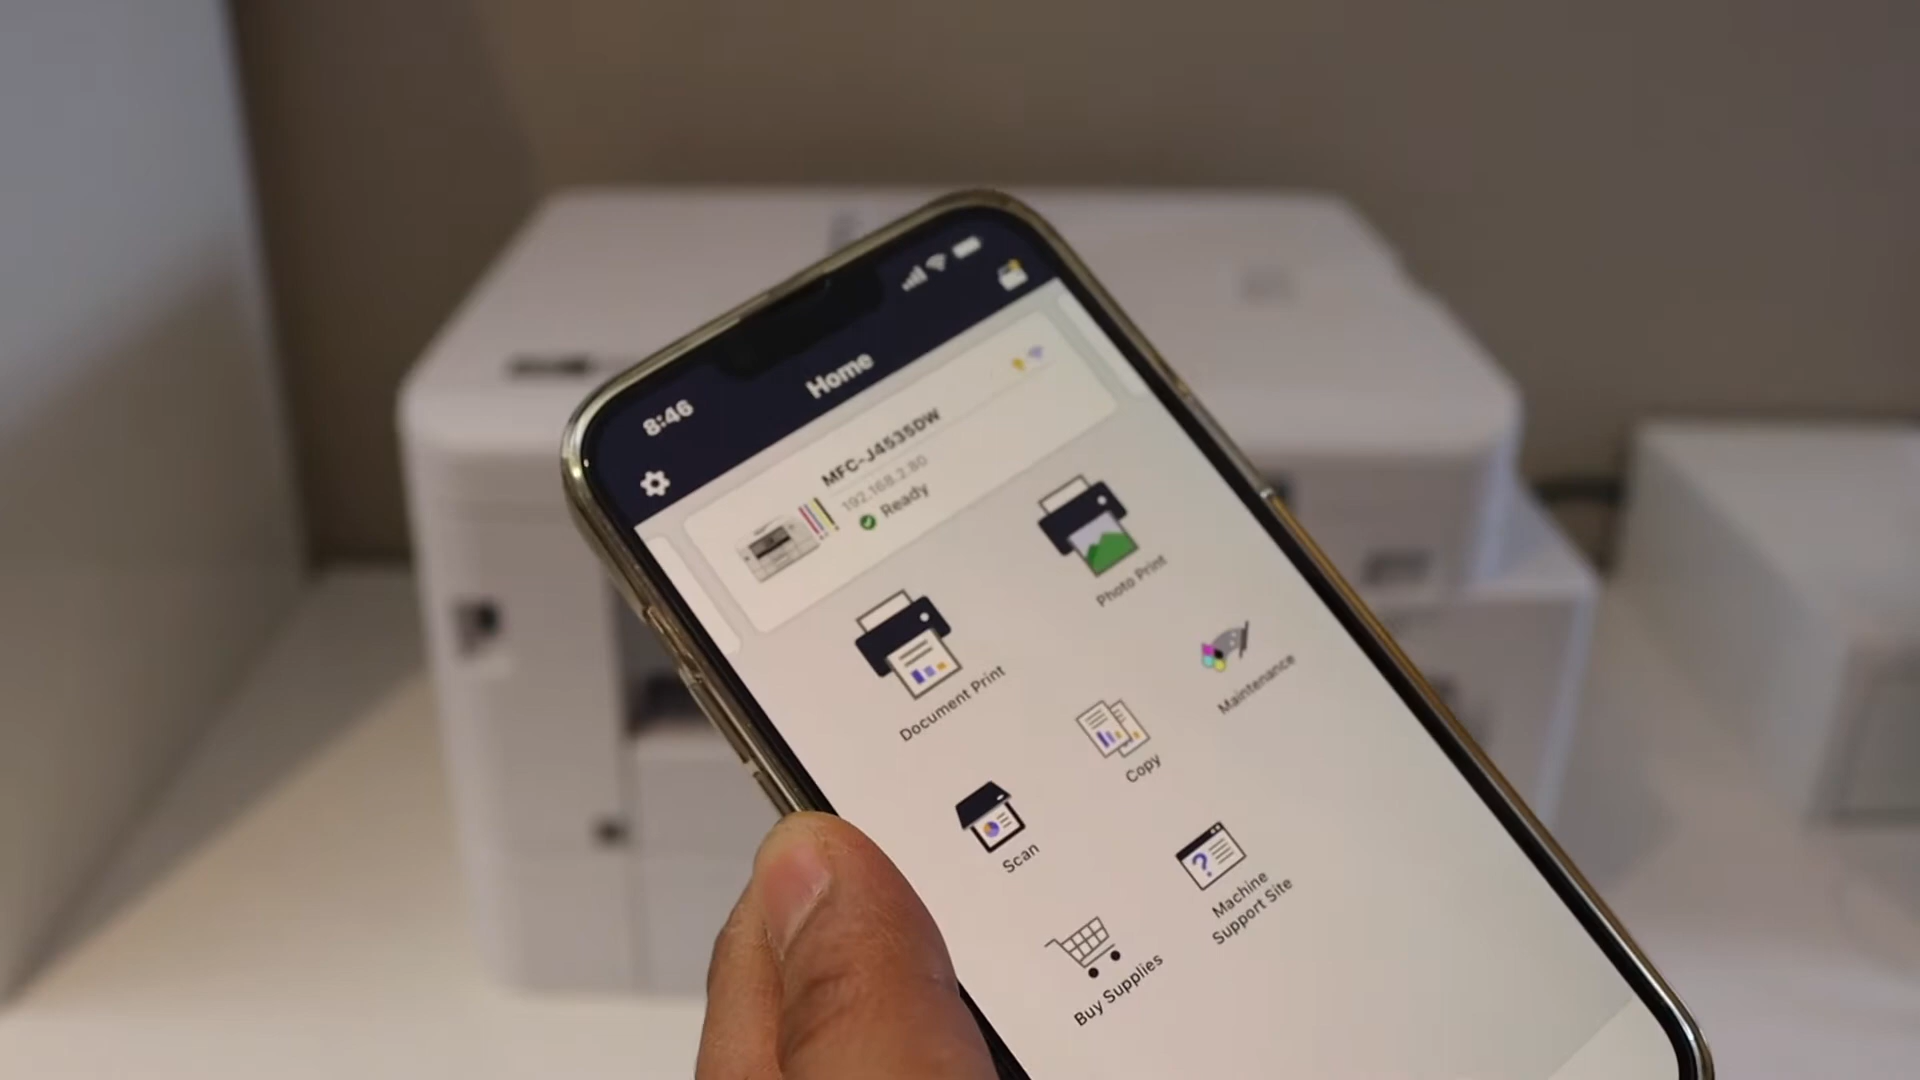 8:46
Home
MFC-J4535DW
192.168.2.80
Ready
Document Print
Photo Print
Scan
Copy
Maintenance
Buy Supplies
Machine
Support Site